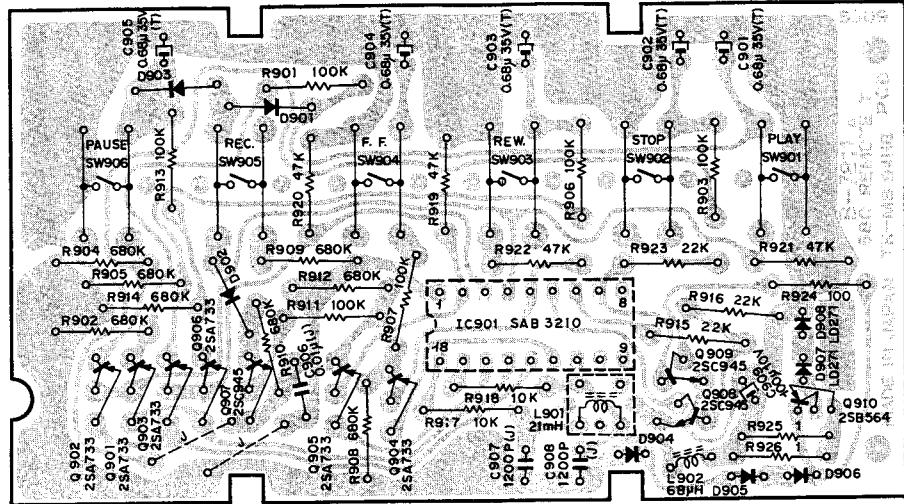 C905
0.68μ 35V(T)
C904
0.68μ 35V(T)
C903
0.68μ 35V(T)
C902
0.68μ 35V(T)
C901
0.68μ 35V(T)
D903
R901 100K
D901
PAUSE
SW906
R913 100K
REC.
SW905
R920 47K
F.F.
SW904
R919 47K
REW.
SW903
R906 100K
STOP
SW902
R903 100K
PLAY
SW901
R904 680K
R909 680K
R922 47K
R923 22K
R921 47K
R905 680K
R912 680K
R907 100K
R924 100
R914 680K
R911 100K
R916 22K
R902 680K
IC901 SAB 3210
1
8
18
9
R915 22K
D908
LD271
D907
LD271
Q906
2SA733
R910 680K
C906
0.01μ(J)
Q909
2SC945
Q908
2SC945
Q907
2SC945
R918 10K
R917 10K
L901
21mH
Q910
2SB564
R925 1
R926 1
Q902
2SA733
Q901
2SA733
Q903
2SA733
J
J
Q905
2SA733
R908 680K
Q904
2SA733
C907
1200P(J)
C908
1200P
(J)
D904
L902
68μH
D905
D906